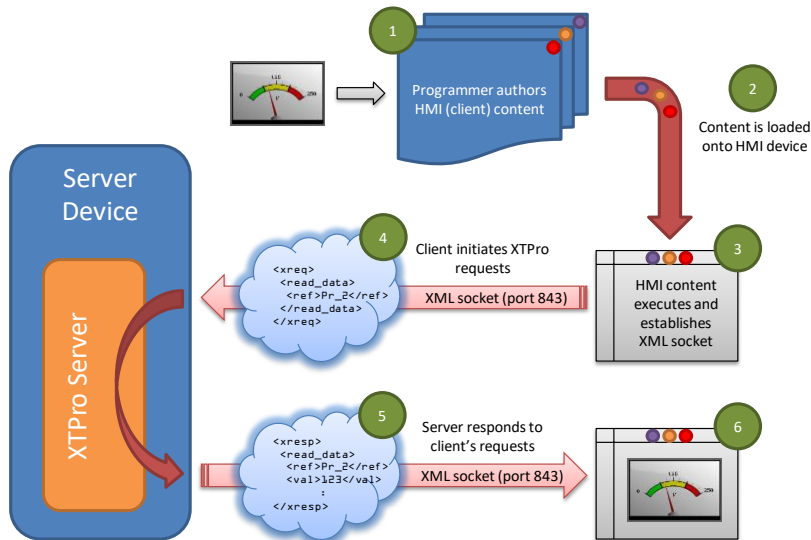 1
Programmer authors
HMI (client) content
2
Content is loaded
onto HMI device
Server
Device
XTPro Server
3
HMI content
executes and
establishes
XML socket
4
Client initiates XTPro
requests
XML socket (port 843)
<xreq>
<read_data>
<ref>Pr_2</ref>
</read_data>
</xreq>
5
Server responds to
client's requests
XML socket (port 843)
<xresp>
<read_data>
<ref>Pr_2</ref>
<val>123</val>
:
</xresp>
6